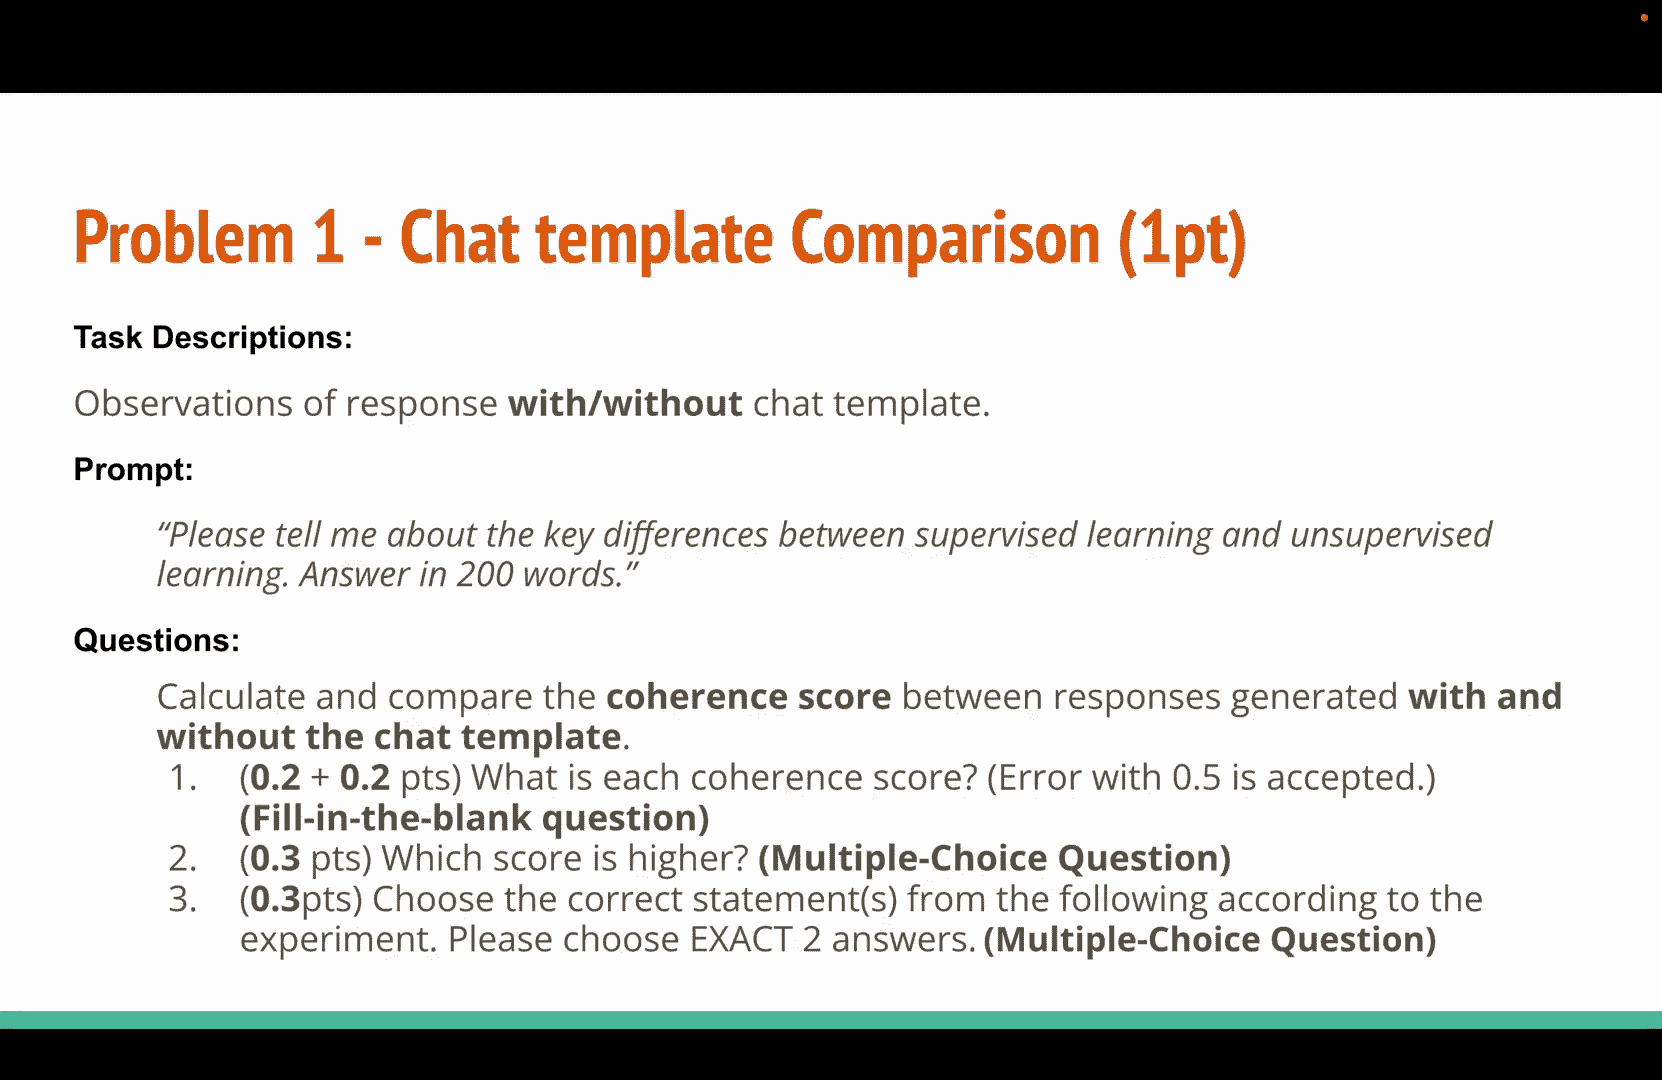 Problem 1 - Chat template Comparison (1pt)
Task Descriptions:
Observations of response with/without chat template.
Prompt:
“Please tell me about the key differences between supervised learning and unsupervised
learning. Answer in 200 words.”
Questions:
Calculate and compare the coherence score between responses generated with and
without the chat template.
1. (0.2 + 0.2 pts) What is each coherence score? (Error with 0.5 is accepted.)
(Fill-in-the-blank question)
2. (0.3 pts) Which score is higher? (Multiple-Choice Question)
3. (0.3pts) Choose the correct statement(s) from the following according to the
experiment. Please choose EXACT 2 answers. (Multiple-Choice Question)